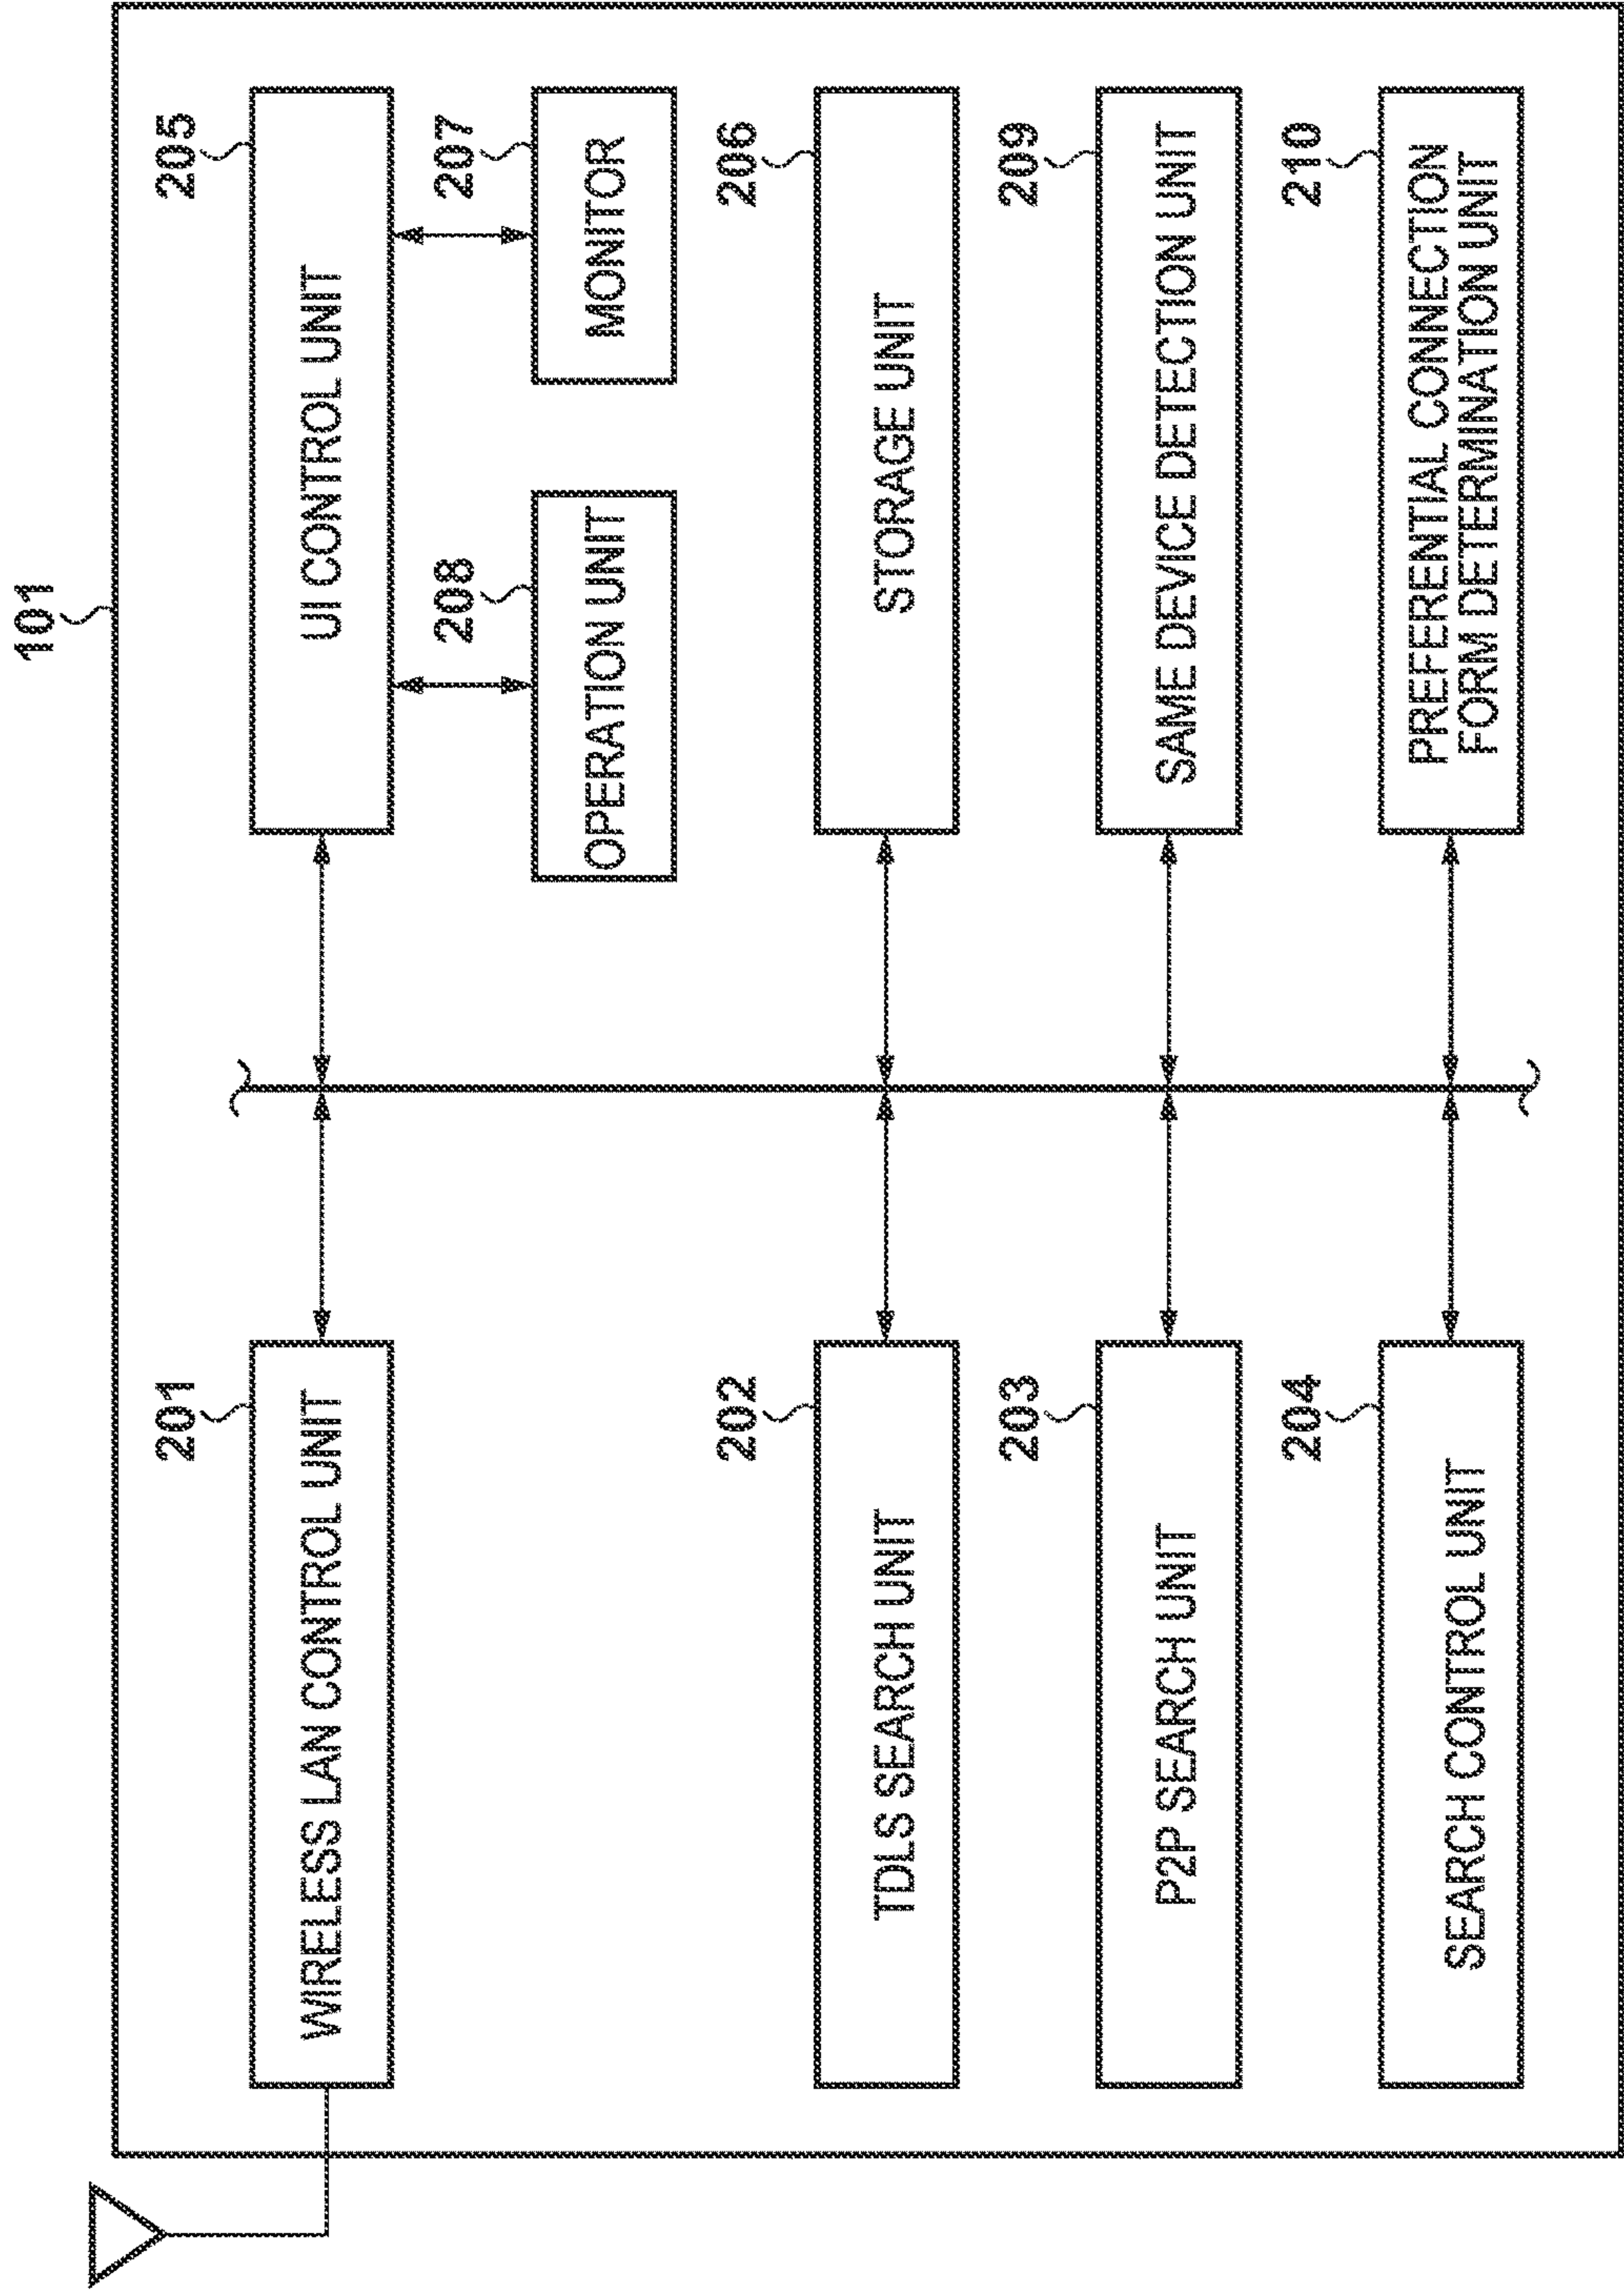 101
201
WIRELESS LAN CONTROL UNIT
205
UI CONTROL UNIT
208
OPERATION UNIT
207
MONITOR
202
TDLS SEARCH UNIT
206
STORAGE UNIT
203
P2P SEARCH UNIT
209
SAME DEVICE DETECTION UNIT
204
SEARCH CONTROL UNIT
210
PREFERENTIAL CONNECTION
FORM DETERMINATION UNIT